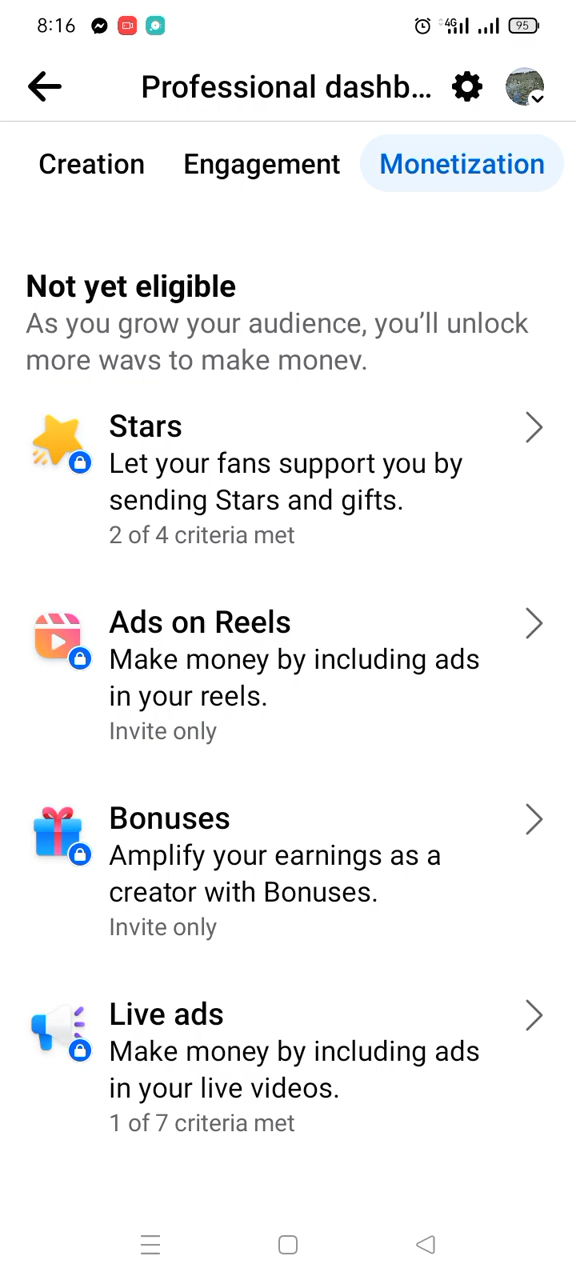 8:16
4G
95
Professional dashb...
Creation Engagement Monetization
Not yet eligible
As you grow your audience, you’ll unlock
more ways to make money.
Stars
Let your fans support you by
sending Stars and gifts.
2 of 4 criteria met
Ads on Reels
Make money by including ads
in your reels.
Invite only
Bonuses
Amplify your earnings as a
creator with Bonuses.
Invite only
Live ads
Make money by including ads
in your live videos.
1 of 7 criteria met